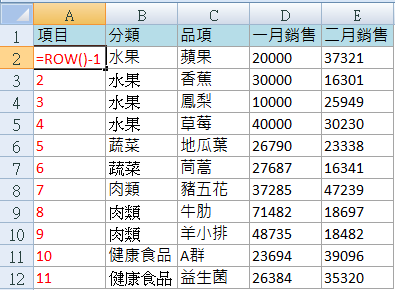 A B C D E
1 項目 分類 品項 一月銷售 二月銷售
2 =ROW()-1 水果 蘋果 20000 37321
3 2 水果 香蕉 30000 16301
4 3 水果 鳳梨 10000 25949
5 4 水果 草莓 40000 30230
6 5 蔬菜 地瓜葉 26790 23338
7 6 蔬菜 茼蒿 27687 16341
8 7 肉類 豬五花 37285 47239
9 8 肉類 牛肋 71482 18697
10 9 肉類 羊小排 48735 18482
11 10 健康食品 A群 23694 39096
12 11 健康食品 益生菌 26384 35320